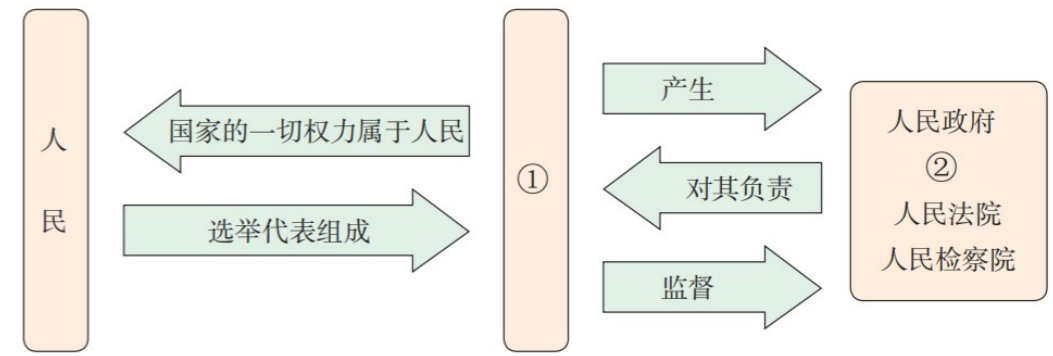 人
民
国家的一切权力属于人民
选举代表组成
①
产生
对其负责
监督
人民政府
②
人民法院
人民检察院